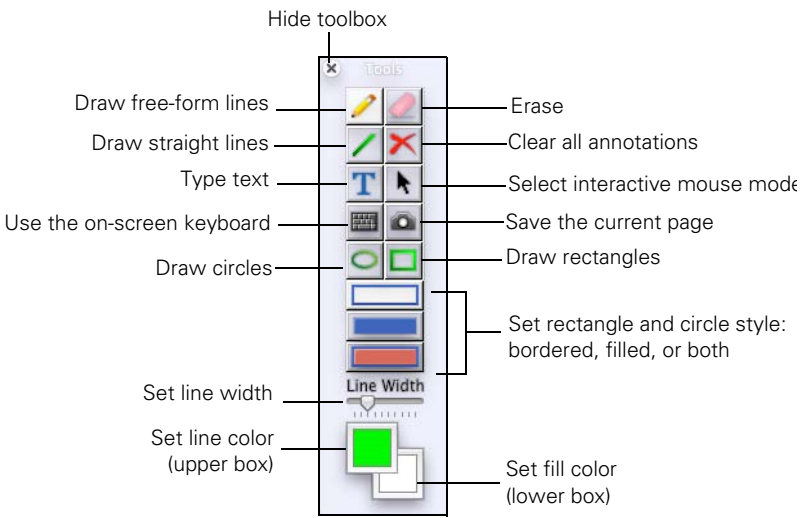 Hide toolbox
Tools
Draw free-form lines
Erase
Draw straight lines
Clear all annotations
Type text
T
Select interactive mouse mode
Use the on-screen keyboard
Save the current page
Draw circles
Draw rectangles
Set rectangle and circle style:
bordered, filled, or both
Line Width
Set line width
Set line color
(upper box)
Set fill color
(lower box)